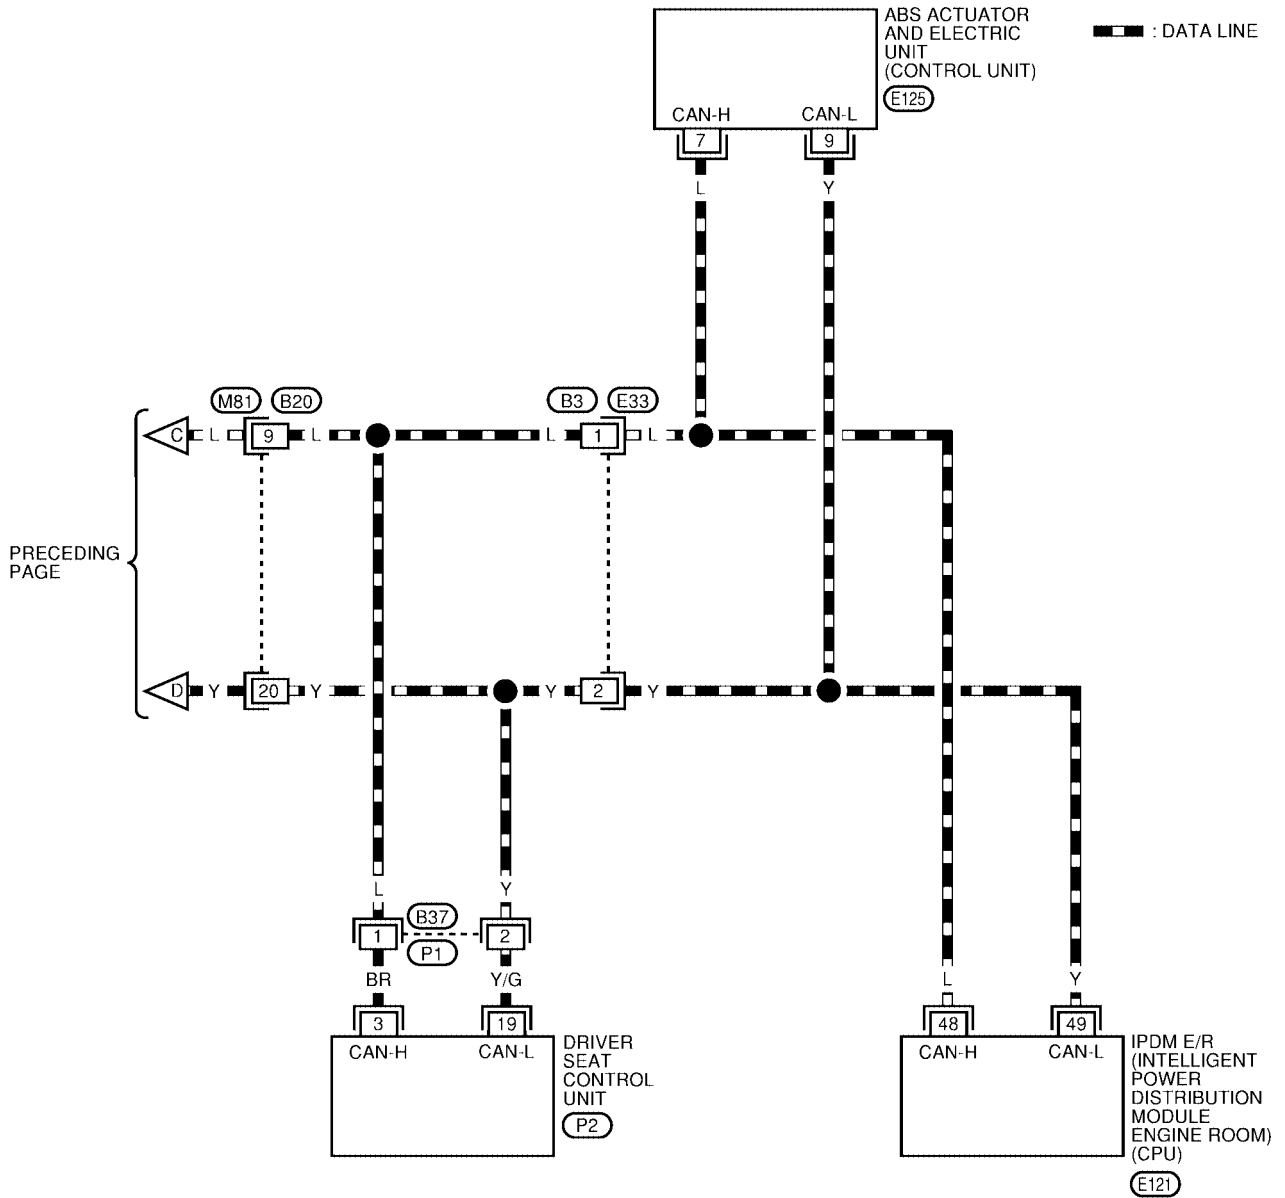 ABS ACTUATOR
AND ELECTRIC
UNIT
(CONTROL UNIT)
E125
: DATA LINE
CAN-H
CAN-L
7
9
L
Y
M81
B20
B3
E33
C
L
9
L
L
1
L
PRECEDING
PAGE
D
Y
20
Y
Y
2
Y
L
Y
1
B37
P1
2
BR
Y/G
L
Y
3
19
48
49
CAN-H
CAN-L
DRIVER
SEAT
CONTROL
UNIT
P2
CAN-H
CAN-L
IPDM E/R
(INTELLIGENT
POWER
DISTRIBUTION
MODULE
ENGINE ROOM)
(CPU)
E121